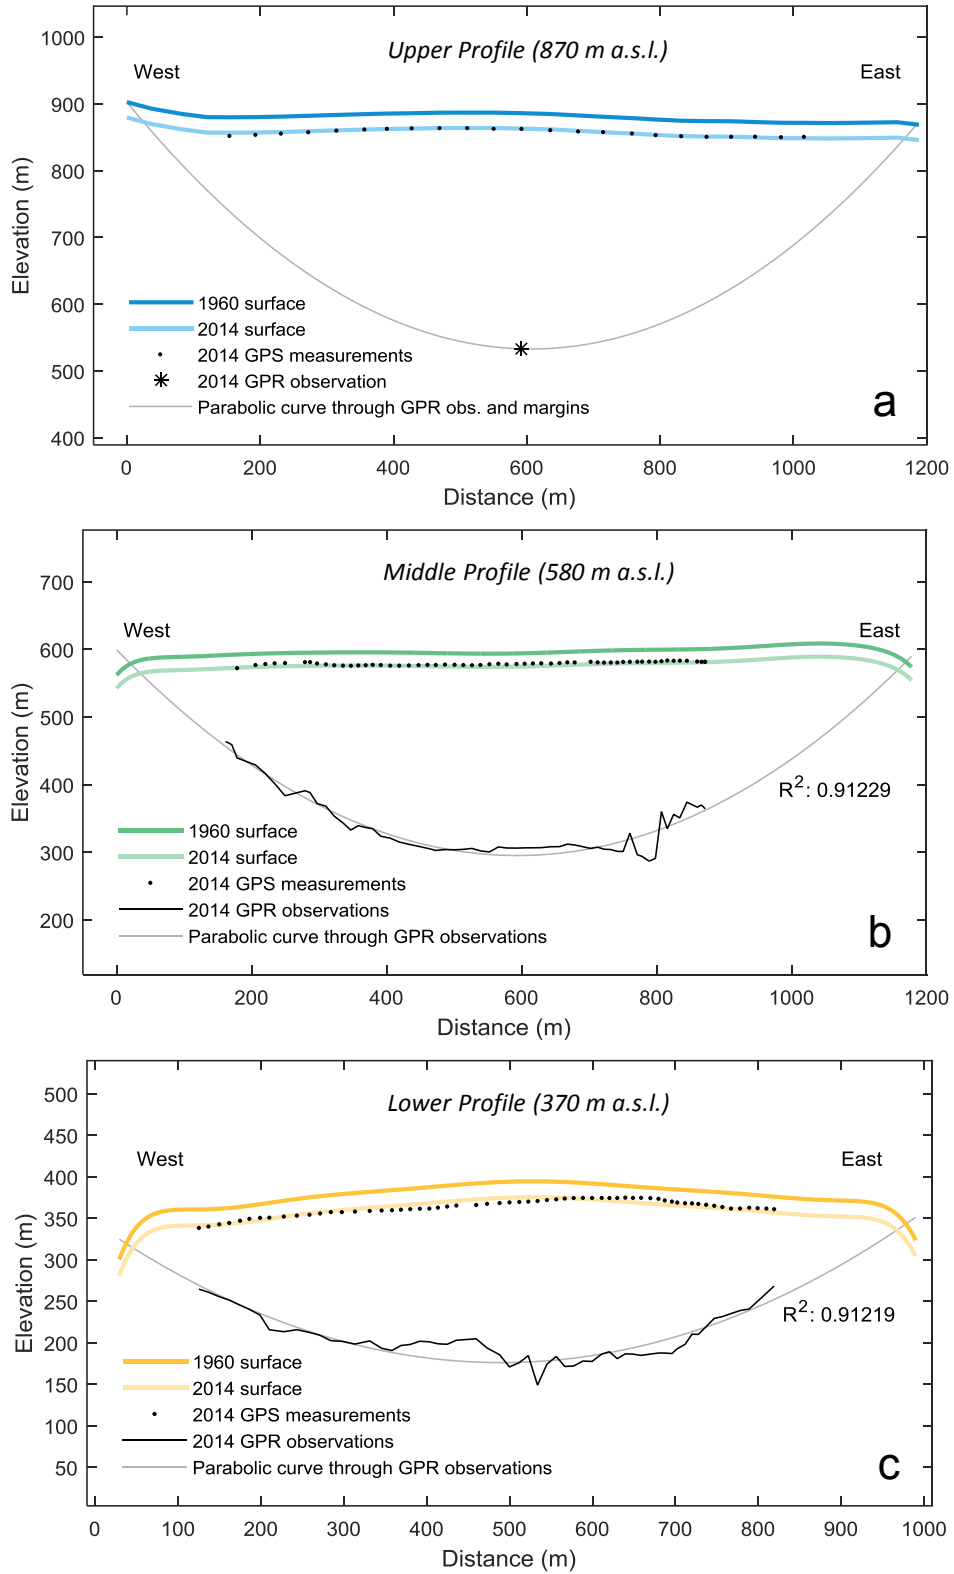 Upper Profile (870 m a.s.l.)
West
East
Elevation (m)
1000
900
800
700
600
500
400
1960 surface
2014 surface
2014 GPS measurements
2014 GPR observation
Parabolic curve through GPR obs. and margins
a
0
200
400
600
800
1000
1200
Distance (m)
Middle Profile (580 m a.s.l.)
West
East
Elevation (m)
700
600
500
400
300
200
R²: 0.91229
1960 surface
2014 surface
2014 GPS measurements
2014 GPR observations
Parabolic curve through GPR observations
b
0
200
400
600
800
1000
1200
Distance (m)
Lower Profile (370 m a.s.l.)
West
East
Elevation (m)
500
450
400
350
300
250
200
150
100
50
R²: 0.91219
1960 surface
2014 surface
2014 GPS measurements
2014 GPR observations
Parabolic curve through GPR observations
c
0
100
200
300
400
500
600
700
800
900
1000
Distance (m)